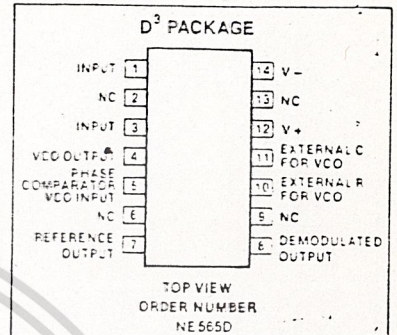 D³ PACKAGE
INPUT 1
NC 2
INPUT 3
VCO OUTPUT 4
PHASE
COMPARATOR 5
VCO INPUT
NC 6
REFERENCE 7
OUTPUT
14 V-
13 NC
12 V+
11 EXTERNAL C
FOR VCO
10 EXTERNAL R
FOR VCO
9 NC
8 DEMODULATED
OUTPUT
TOP VIEW
ORDER NUMBER
NE565D